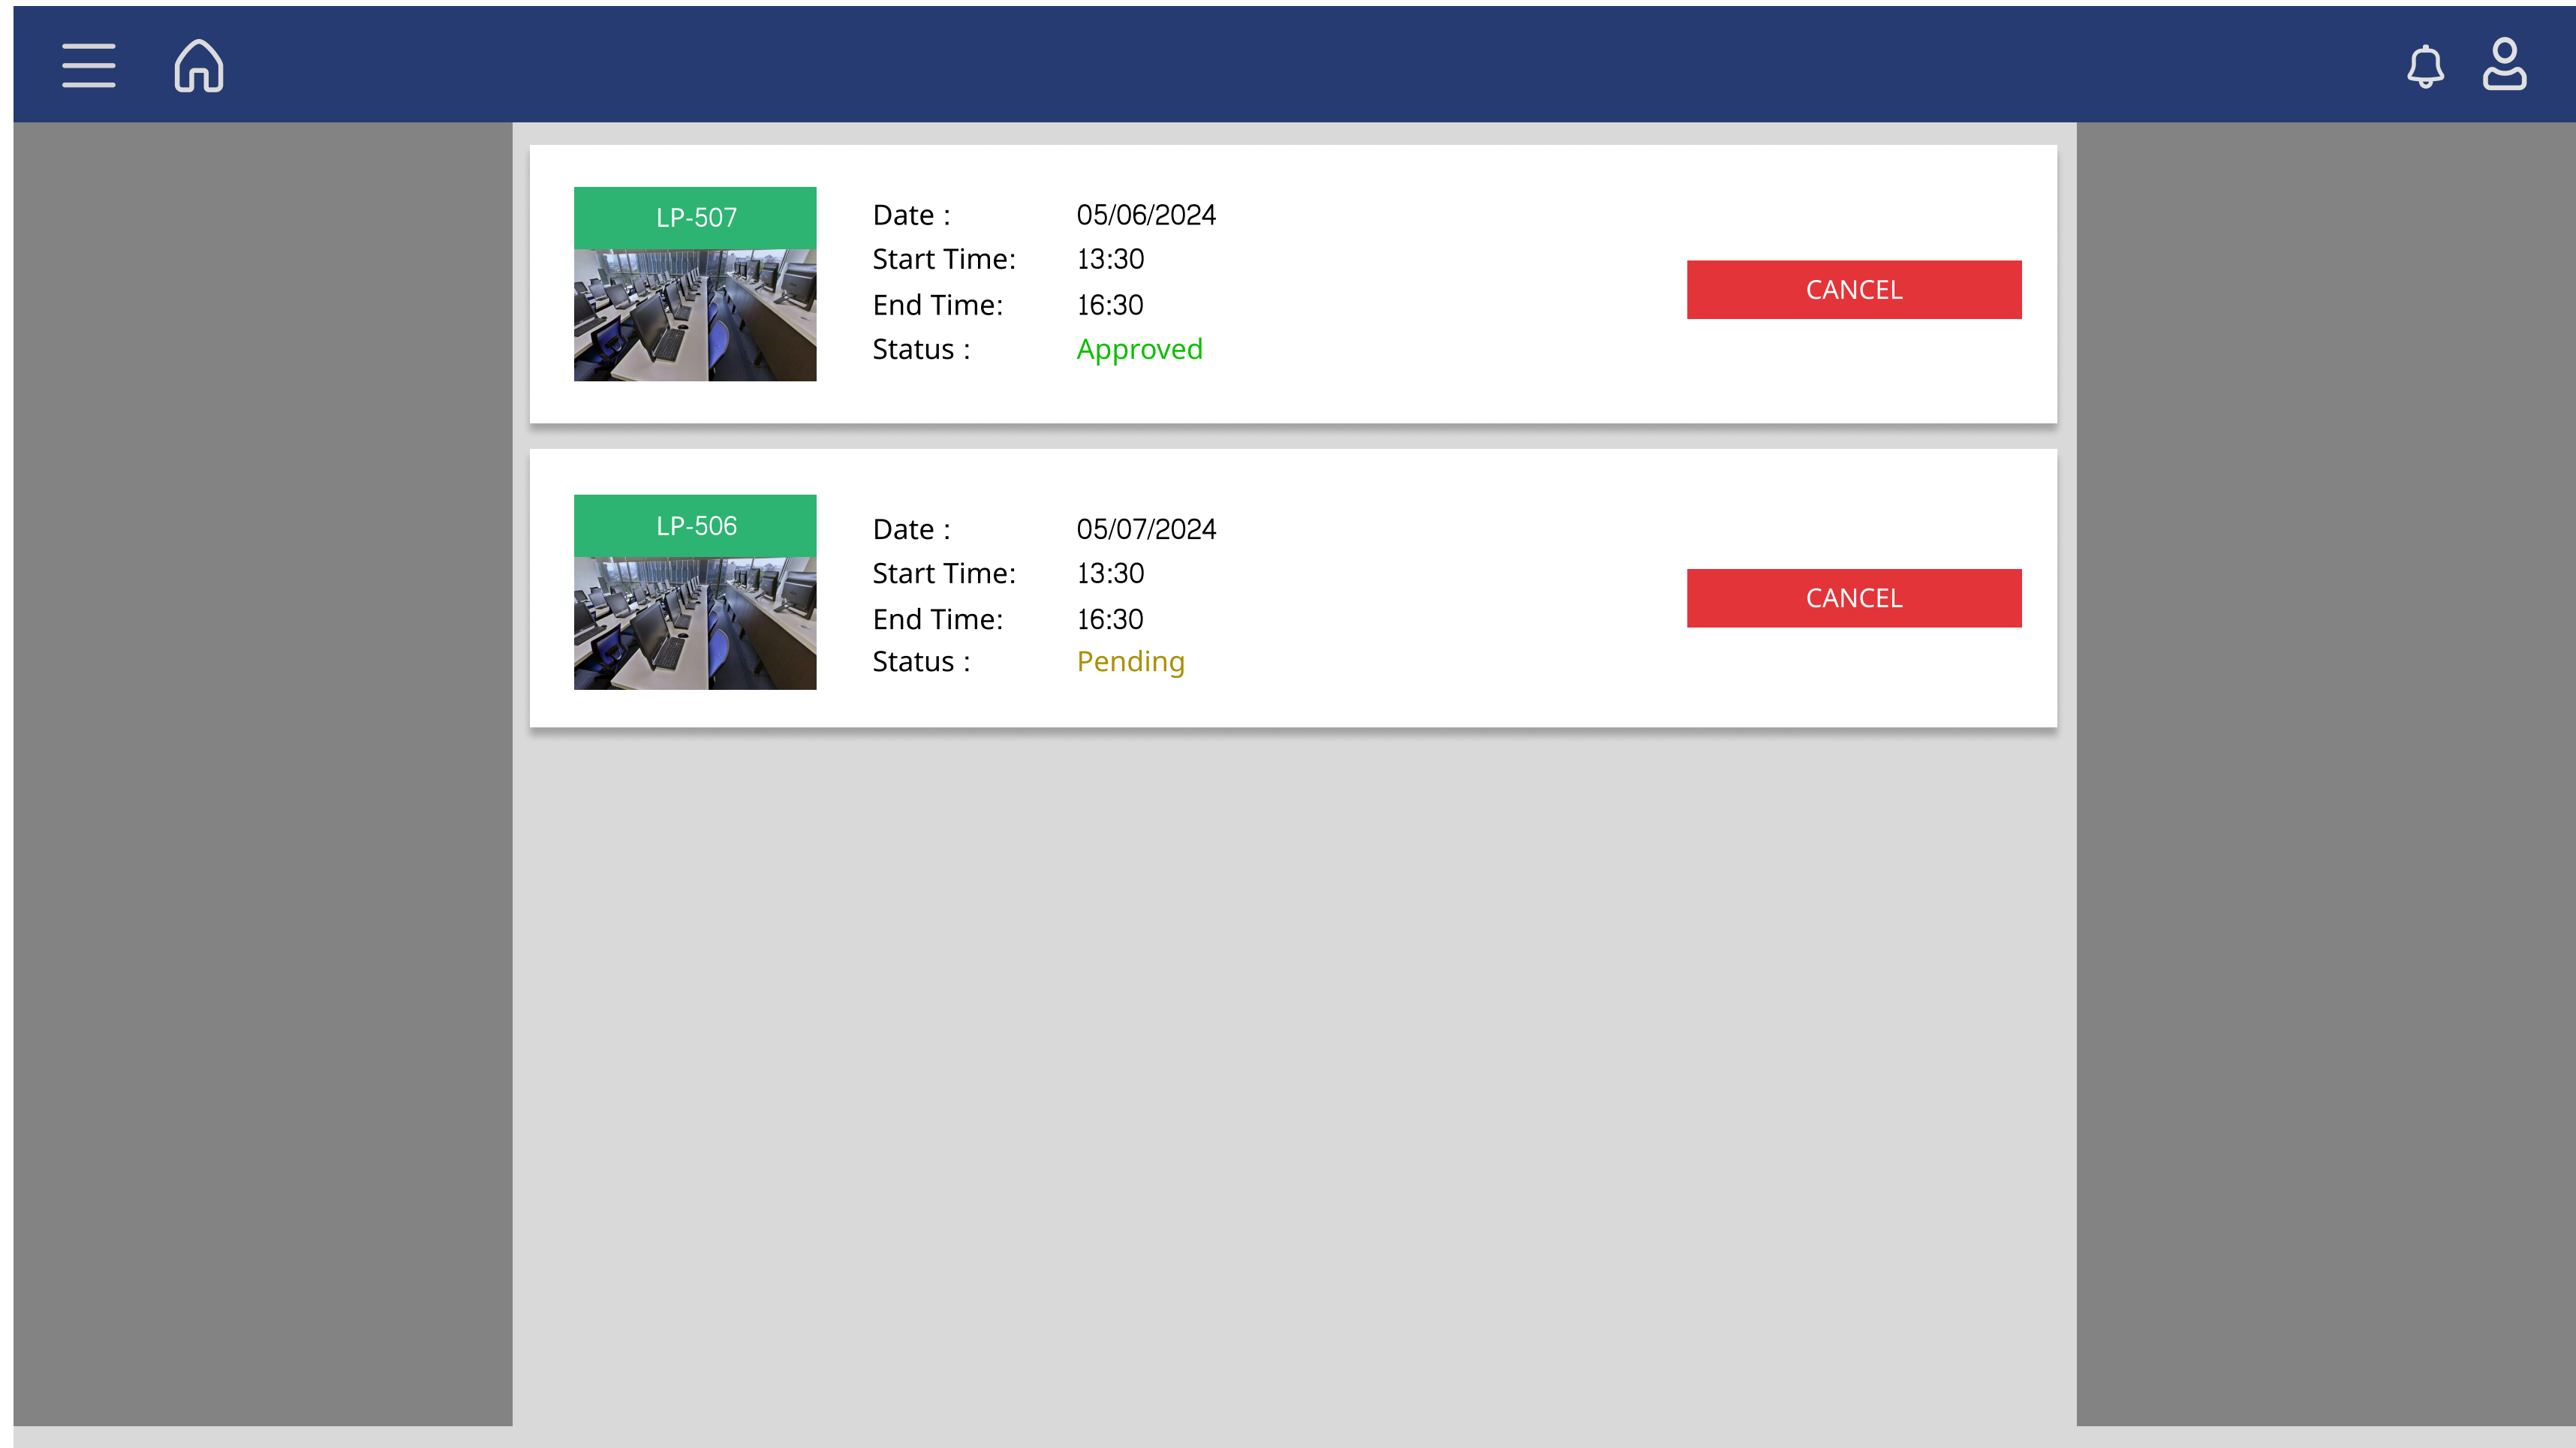 LP-507
Date : 05/06/2024
Start Time: 13:30
End Time: 16:30
Status : Approved
CANCEL
LP-506
Date : 05/07/2024
Start Time: 13:30
End Time: 16:30
Status : Pending
CANCEL